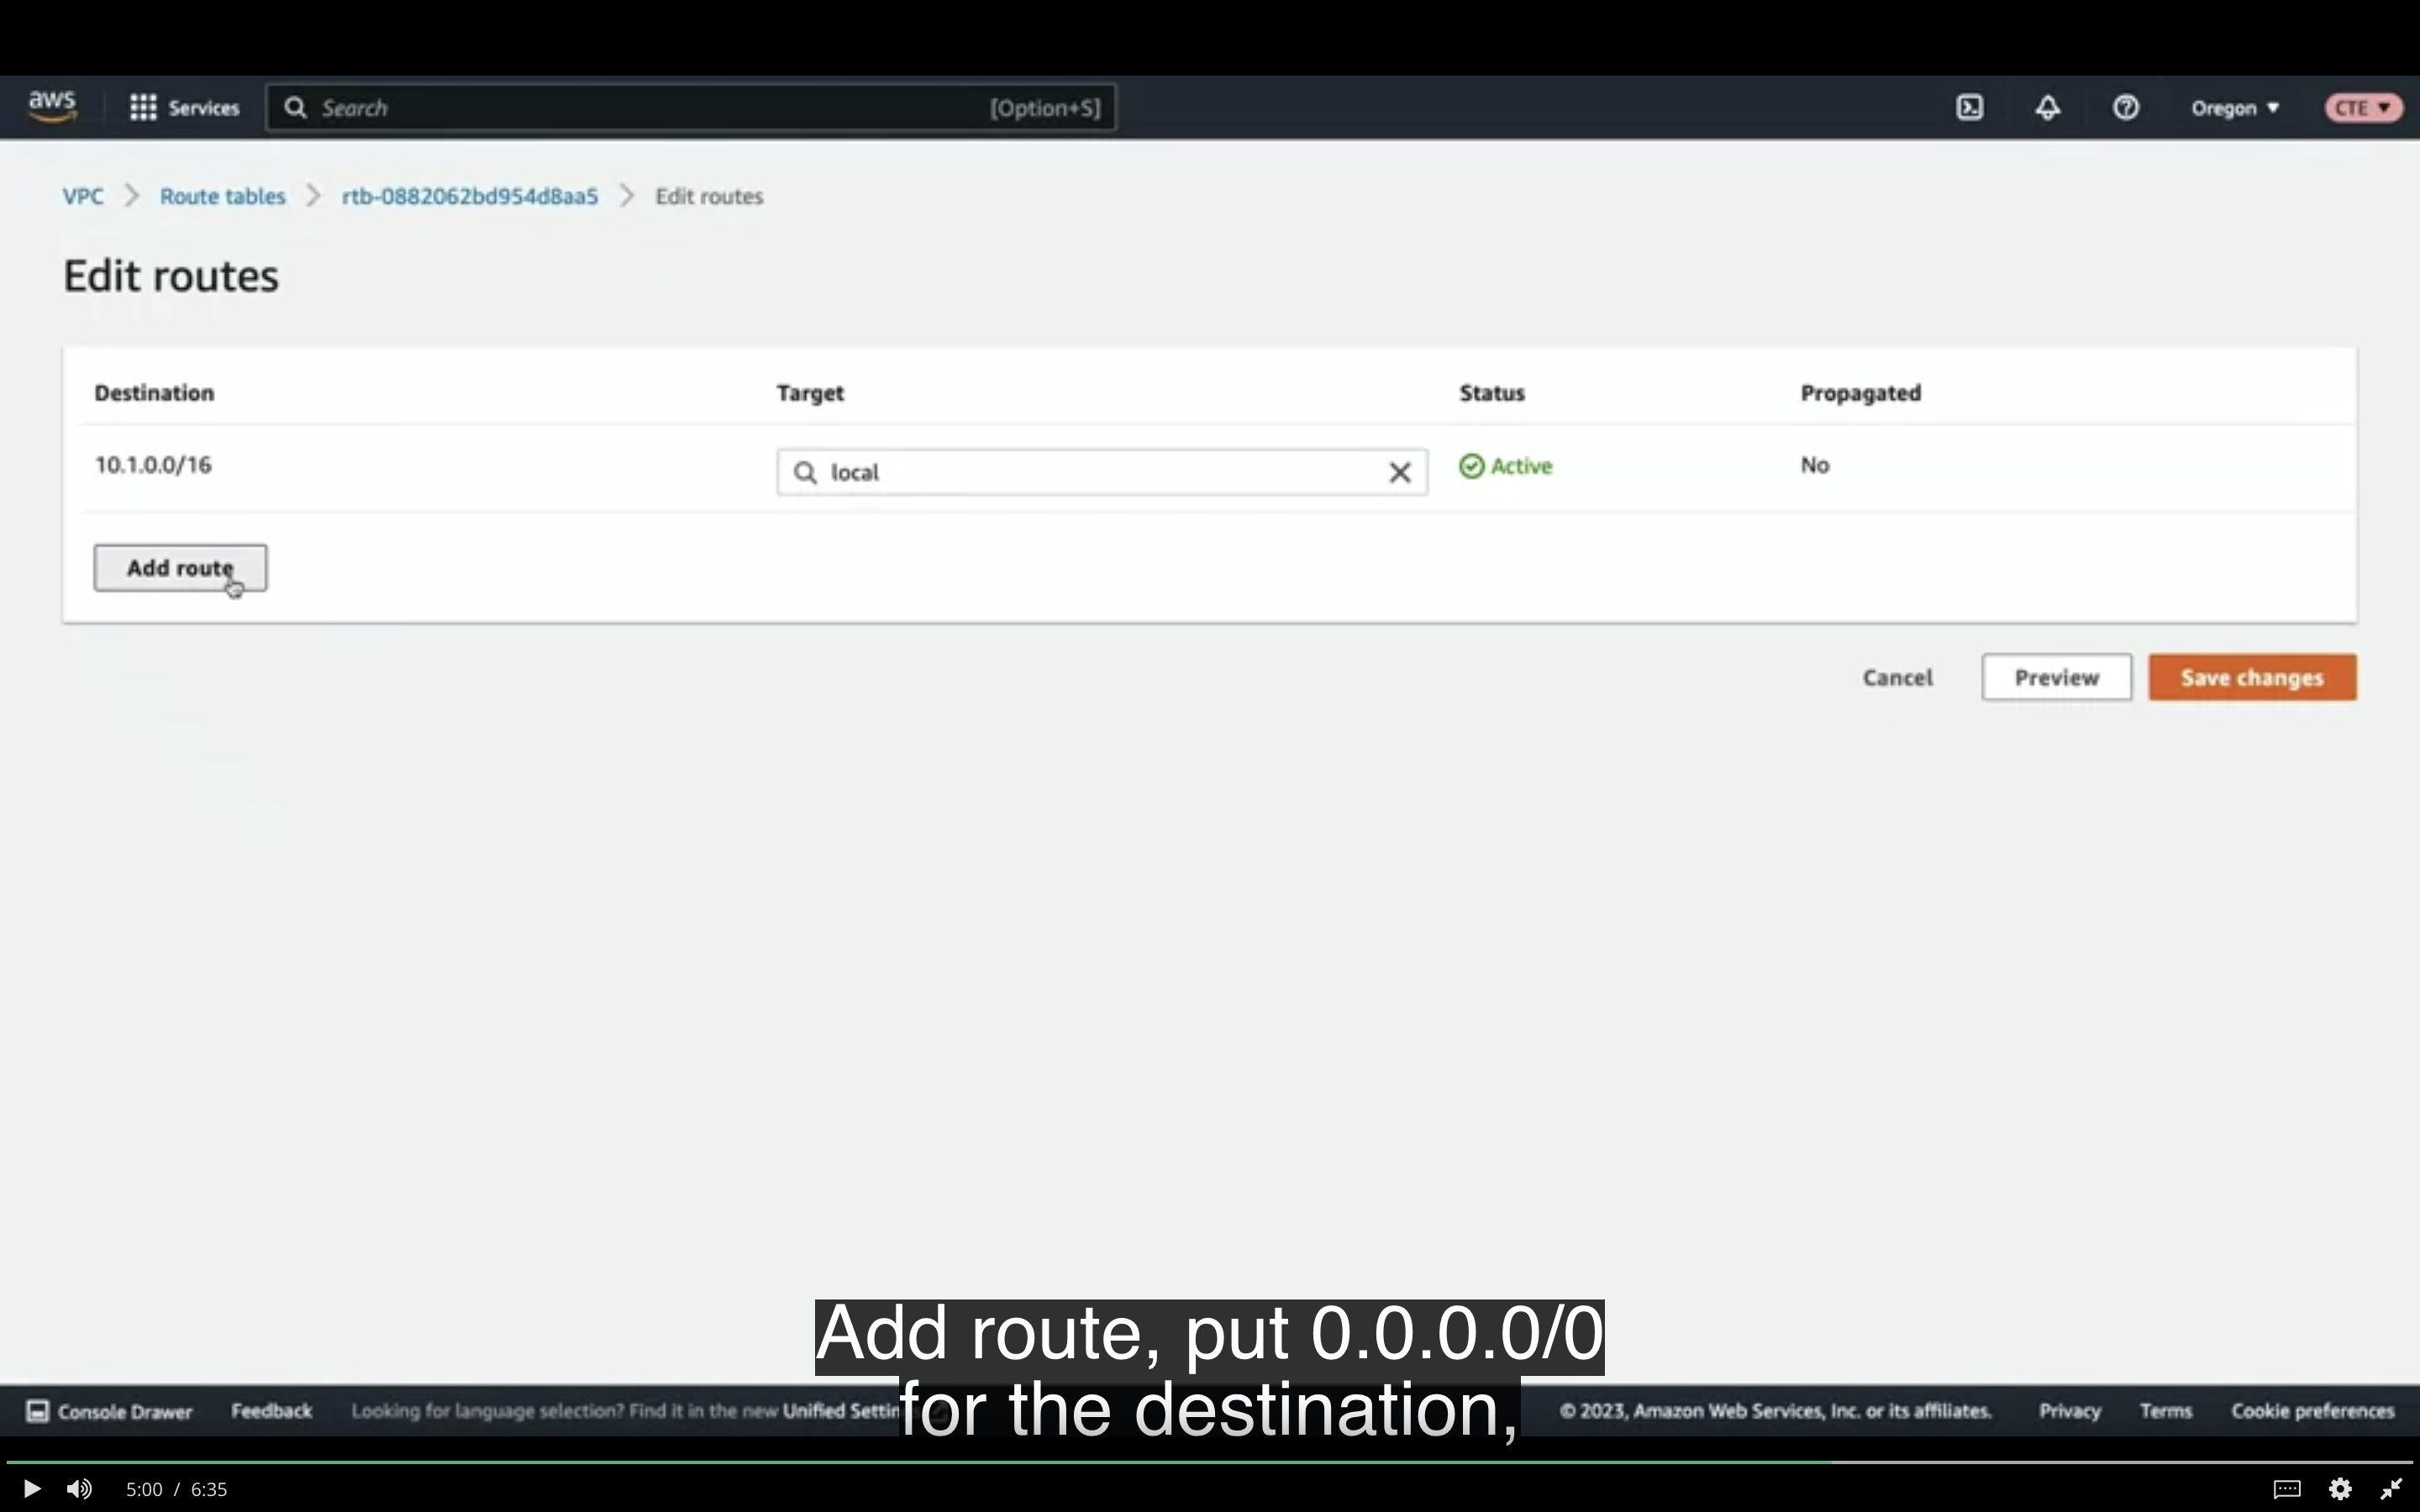 aws
Services
Search
[Option+S]
Oregon
CTE
VPC
Route tables
rtb-0882062bd954d8aa5
Edit routes
Edit routes
Destination
Target
Status
Propagated
10.1.0.0/16
local
Active
No
Add route
Cancel
Preview
Save changes
Add route, put 0.0.0.0/0
for the destination,
Console Drawer
Feedback
Looking for language selection? Find it in the new Unified
© 2023, Amazon Web Services, Inc. or its affiliates.
Privacy
Terms
Cookie preferences
5:00 / 6:35